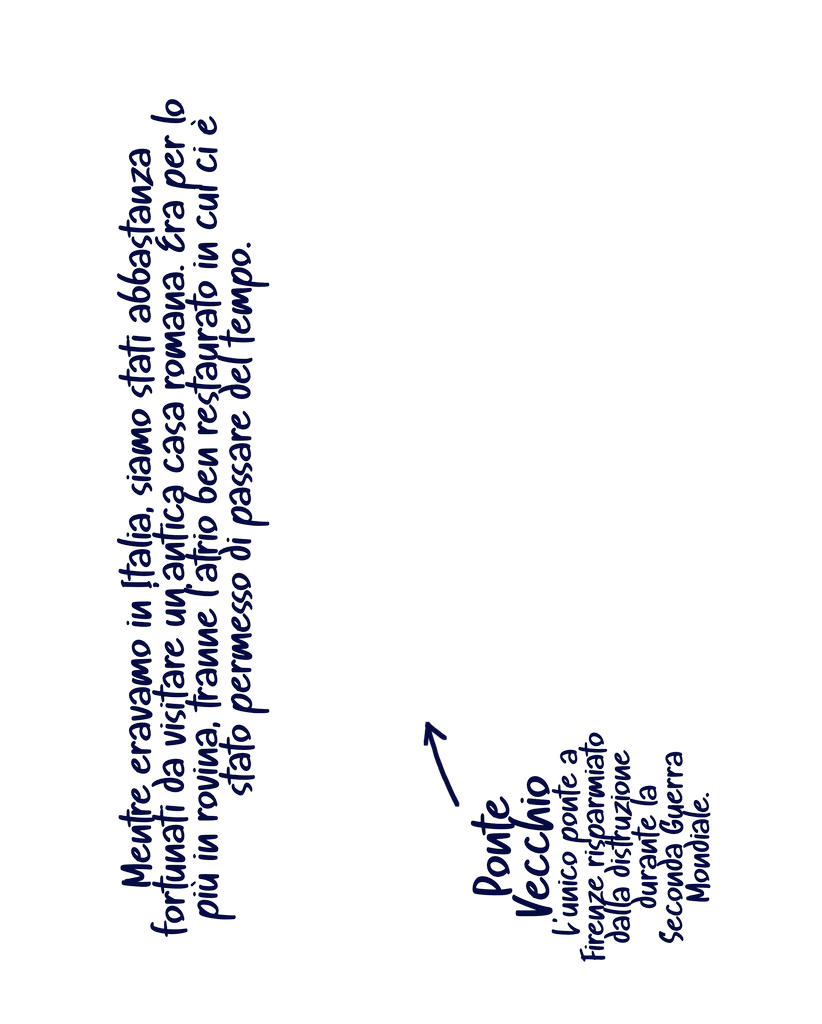 Mentre eravamo in Italia, siamo stati abbastanza
fortunati da visitare un'antica casa romana. Era per lo
più in rovina, tranne l'atrio ben restaurato in cui ci è
stato permesso di passare del tempo.
Ponte
Vecchio
L'unico ponte a
Firenze risparmiato
dalla distruzione
durante la
Seconda Guerra
Mondiale.